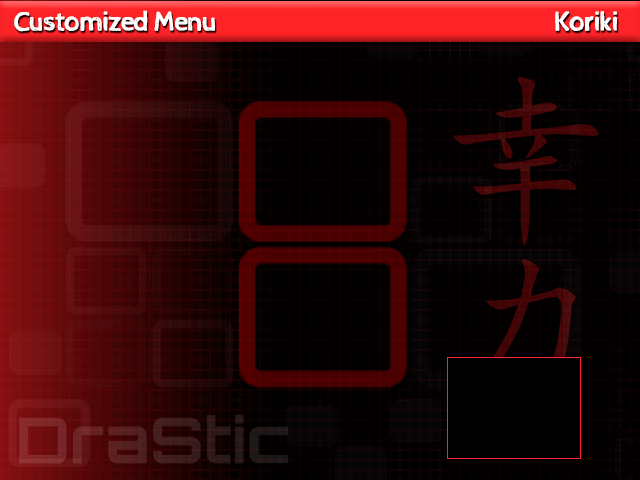 Customized Menu
Koriki
幸
力
DraStic